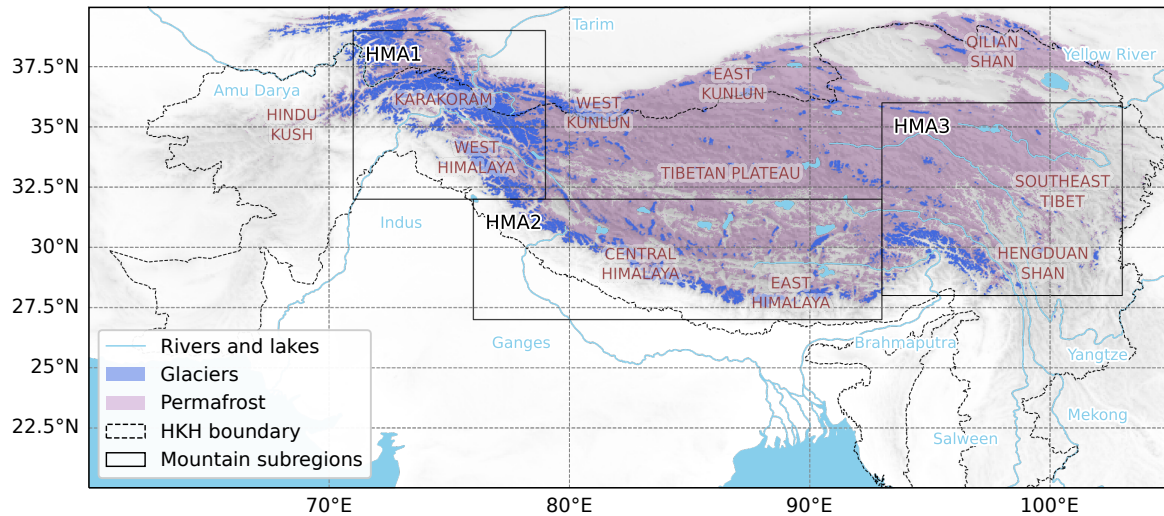 Tarim
HMA1
QILIAN
SHAN
Yellow River
37.5°N
Amu Darya
EAST
KUNLUN
KARAKORAM
WEST
KUNLUN
HINDU
KUSH
35°N
HMA3
WEST
HIMALAYA
TIBETAN PLATEAU
32.5°N
SOUTHEAST
TIBET
Indus
HMA2
30°N
CENTRAL
HIMALAYA
HENGDUAN
SHAN
EAST
HIMALAYA
27.5°N
Rivers and lakes
Glaciers
Permafrost
HKH boundary
Mountain subregions
Ganges
Brahmaputra
Yangtze
25°N
Mekong
22.5°N
Salween
70°E
80°E
90°E
100°E